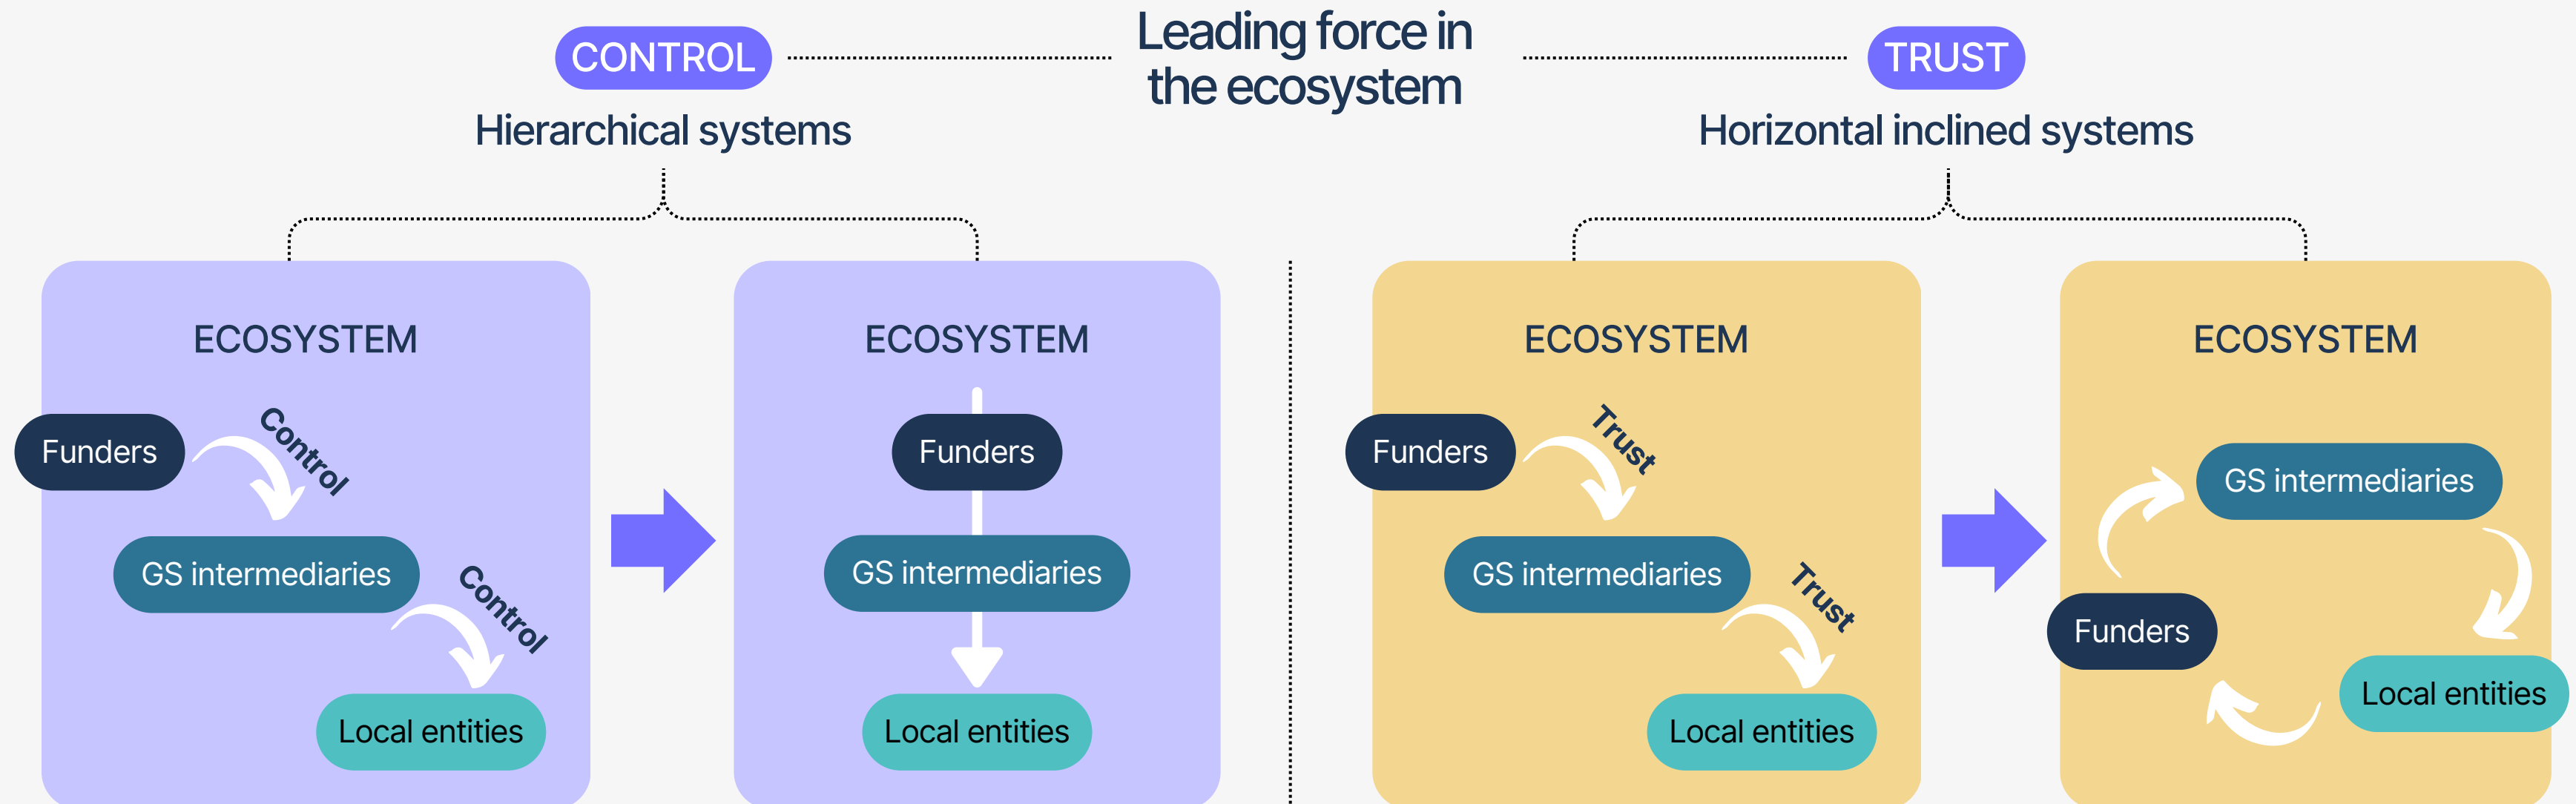 CONTROL
Leading force in
the ecosystem
TRUST
Hierarchical systems
Horizontal inclined systems
ECOSYSTEM
Funders
Control
GS intermediaries
Control
Local entities
ECOSYSTEM
Funders
GS intermediaries
Local entities
ECOSYSTEM
Funders
Trust
GS intermediaries
Trust
Local entities
ECOSYSTEM
GS intermediaries
Funders
Local entities